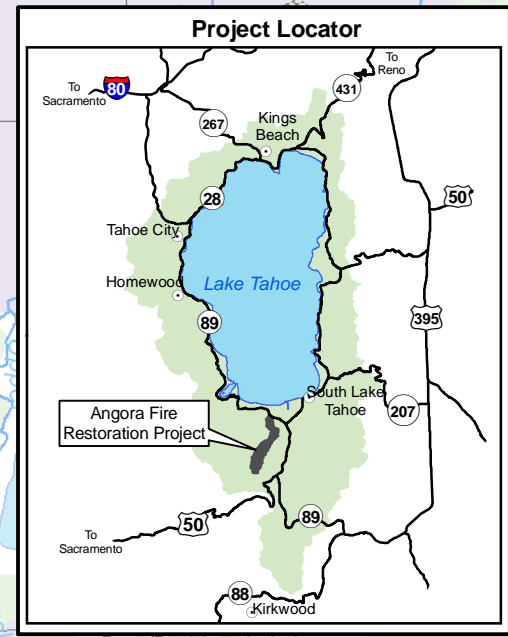 Project Locator
To
Reno
To
Sacramento
80
431
267
Kings
Beach
50
28
Tahoe City
Homewood
Lake Tahoe
89
395
South Lake
Tahoe
207
Angora Fire
Restoration Project
50
89
To
Sacramento
88
Kirkwood